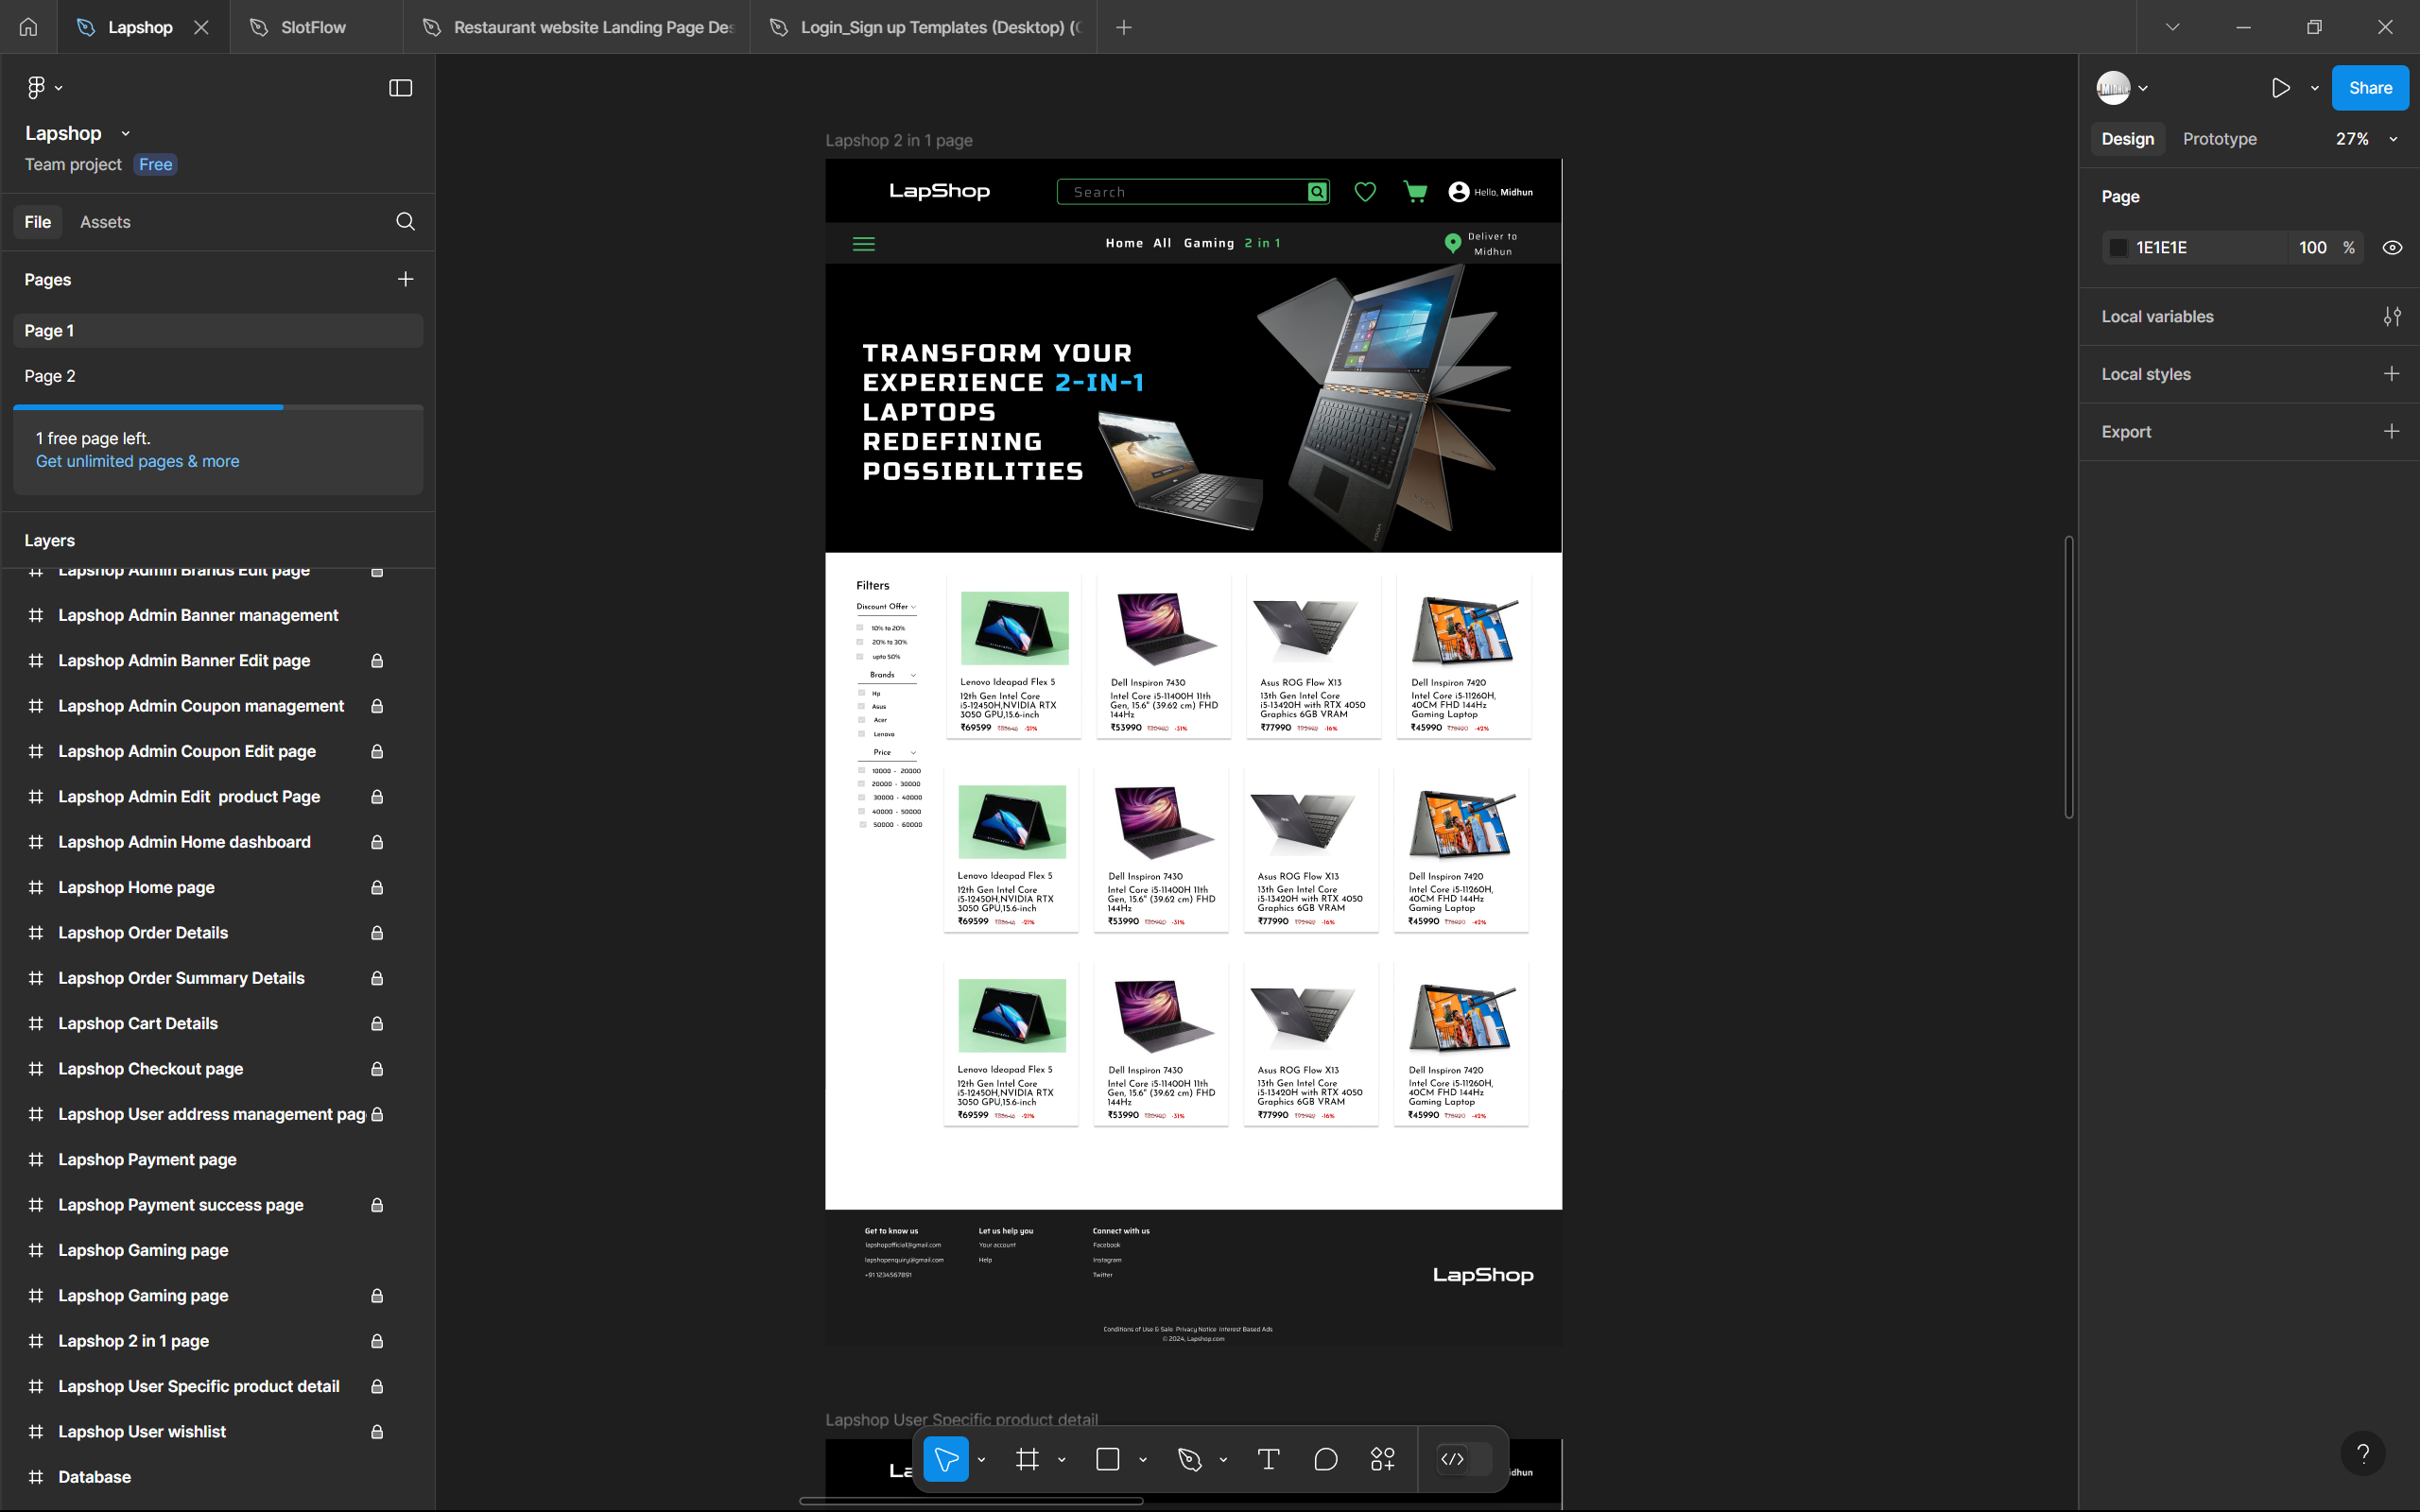 Lapshop
SlotFlow
Restaurant website Landing Page Des
Login_Sign up Templates (Desktop) (
Lapshop
Team project Free
File Assets
Pages
Page 1
Page 2
1 free page left.
Get unlimited pages & more
Layers
Lapshop Admin Brands Edit page
Lapshop Admin Banner management
Lapshop Admin Banner Edit page
Lapshop Admin Coupon management
Lapshop Admin Coupon Edit page
Lapshop Admin Edit product Page
Lapshop Admin Home dashboard
Lapshop Home page
Lapshop Order Details
Lapshop Order Summary Details
Lapshop Cart Details
Lapshop Checkout page
Lapshop User address management pag
Lapshop Payment page
Lapshop Payment success page
Lapshop Gaming page
Lapshop Gaming page
Lapshop 2 in 1 page
Lapshop User Specific product detail
Lapshop User wishlist
Database
Lapshop 2 in 1 page
LapShop
Search
Hello, Midhun
Home All Gaming 2 in 1
Deliver to
Midhun
TRANSFORM YOUR
EXPERIENCE 2-IN-1
LAPTOPS
REDEFINING
POSSIBILITIES
Filters
Discount Offer
10% to 20%
20% to 30%
upto 50%
Brands
Hp
Asus
Acer
Lenovo
Price
10000 - 20000
20000 - 30000
30000 - 40000
40000 - 50000
50000 - 60000
Lenovo Ideapad Flex 5
12th Gen Intel Core
i5-12450H,NVIDIA RTX
3050 GPU,15.6-inch
₹69599 -21%
Dell Inspiron 7430
Intel Core i5-11400H 11th
Gen, 15.6" (39.62 cm) FHD
144Hz
₹53990 -31%
Asus ROG Flow X13
13th Gen Intel Core
i5-13420H with RTX 4050
Graphics 6GB VRAM
₹77990 -16%
Dell Inspiron 7420
Intel Core i5-11260H,
40CM FHD 144Hz
Gaming Laptop
₹45990 -42%
Lenovo Ideapad Flex 5
12th Gen Intel Core
i5-12450H,NVIDIA RTX
3050 GPU,15.6-inch
₹69599 -21%
Dell Inspiron 7430
Intel Core i5-11400H 11th
Gen, 15.6" (39.62 cm) FHD
144Hz
₹53990 -31%
Asus ROG Flow X13
13th Gen Intel Core
i5-13420H with RTX 4050
Graphics 6GB VRAM
₹77990 -16%
Dell Inspiron 7420
Intel Core i5-11260H,
40CM FHD 144Hz
Gaming Laptop
₹45990 -42%
Lenovo Ideapad Flex 5
12th Gen Intel Core
i5-12450H,NVIDIA RTX
3050 GPU,15.6-inch
₹69599 -21%
Dell Inspiron 7430
Intel Core i5-11400H 11th
Gen, 15.6" (39.62 cm) FHD
144Hz
₹53990 -31%
Asus ROG Flow X13
13th Gen Intel Core
i5-13420H with RTX 4050
Graphics 6GB VRAM
₹77990 -16%
Dell Inspiron 7420
Intel Core i5-11260H,
40CM FHD 144Hz
Gaming Laptop
₹45990 -42%
Get to know us
lapshopofficial@gmail.com
lapshopenquiry@gmail.com
+91 1234567891
Let us help you
Your account
Help
Connect with us
Facebook
Instagram
Twitter
LapShop
Conditions of Use & Sale Privacy Notice Interest Based Ads
© 2024, Lapshop.com
Lapshop User Specific product detail
La
dhun
Share
Design Prototype 27%
Page
1E1E1E 100 %
Local variables
Local styles
Export
?